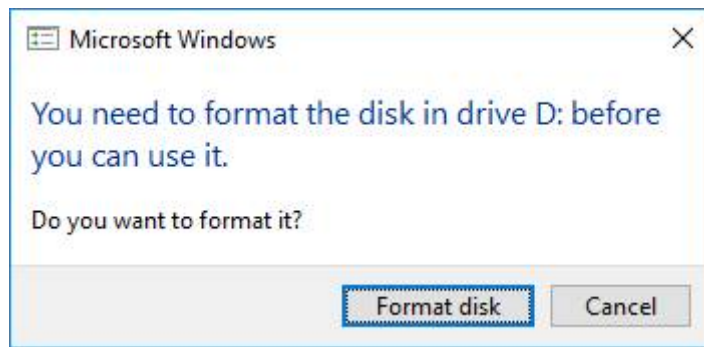 Microsoft Windows
You need to format the disk in drive D: before
you can use it.
Do you want to format it?
Format disk
Cancel